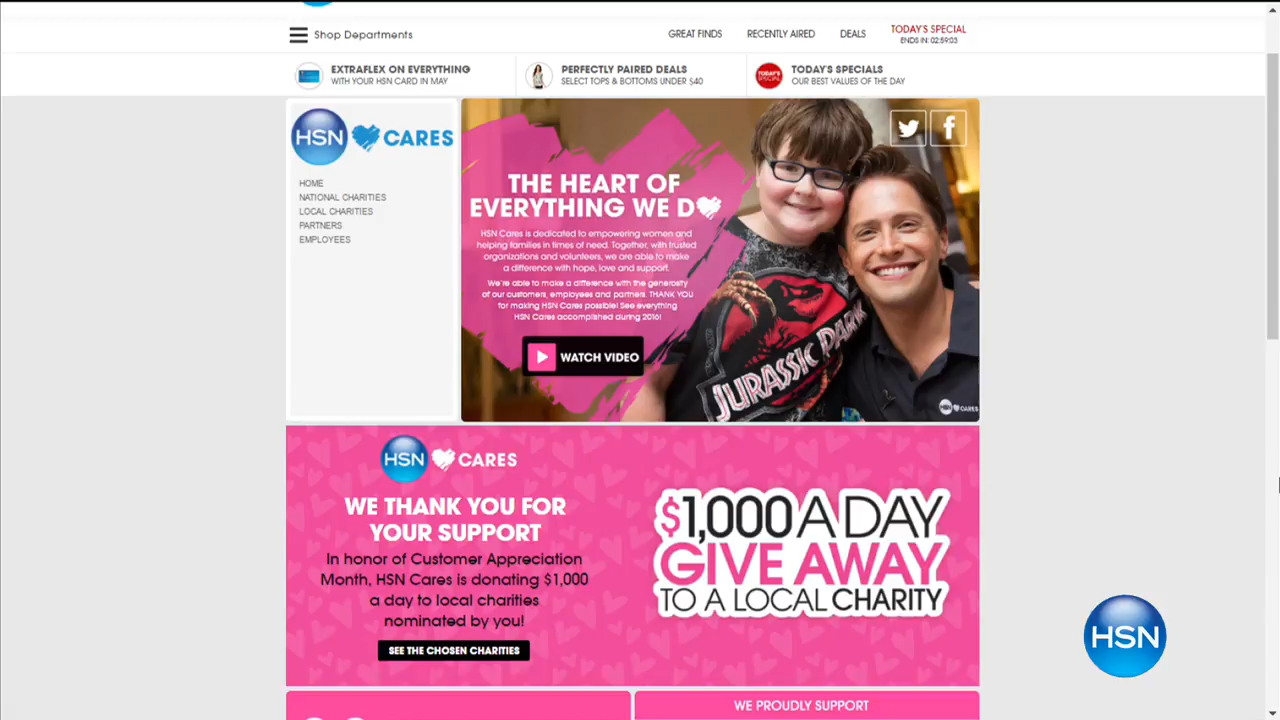 Shop Departments
GREAT FINDS
RECENTLY AIRED
DEALS
TODAY'S SPECIAL
ENDS IN: 02:59:03
EXTRAFLEX ON EVERYTHING
WITH YOUR HSN CARD IN MAY
PERFECTLY PAIRED DEALS
SELECT TOPS & BOTTOMS UNDER $40
TODAY'S SPECIAL
TODAY'S SPECIALS
OUR BEST VALUES OF THE DAY
HSN CARES
HOME
NATIONAL CHARITIES
LOCAL CHARITIES
PARTNERS
EMPLOYEES
THE HEART OF
EVERYTHING WE D
HSN Cares is dedicated to empowering women and
helping families in times of need. Together, with trusted
organizations and volunteers, we are able to make
a difference with hope, love and support.
We're able to make a difference with the generosity
of our customers, employees and partners. THANK YOU
for making HSN Cares possible! See everything
HSN Cares accomplished during 2016!
WATCH VIDEO
JURASSIC PARK
HSN CARES
HSN CARES
WE THANK YOU FOR
YOUR SUPPORT
In honor of Customer Appreciation
Month, HSN Cares is donating $1,000
a day to local charities
nominated by you!
SEE THE CHOSEN CHARITIES
$1,000 A DAY
GIVE AWAY
TO A LOCAL CHARITY
HSN
WE PROUDLY SUPPORT